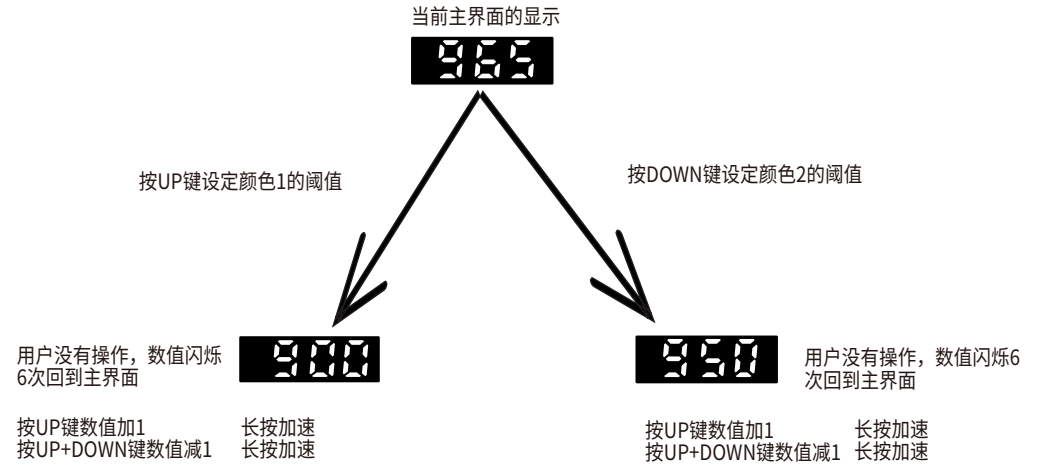 当前主界面的显示
965
按UP键设定颜色1的阈值
按DOWN键设定颜色2的阈值
900
用户没有操作，数值闪烁
6次回到主界面
按UP键数值加1 长按加速
按UP+DOWN键数值减1 长按加速
950
用户没有操作，数值闪烁6
次回到主界面
按UP键数值加1 长按加速
按UP+DOWN键数值减1 长按加速